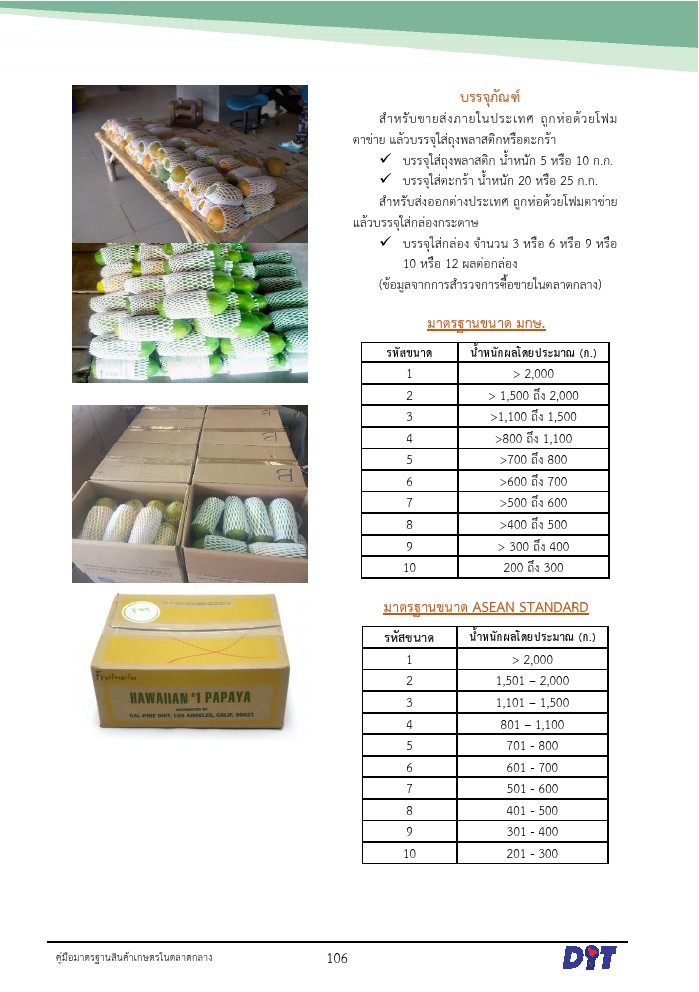 บรรจุภัณฑ์
สำหรับขายส่งภายในประเทศ ถูกห่อด้วยโฟม
ตาข่าย แล้วบรรจุใส่ถุงพลาสติกหรือตะกร้า
✓ บรรจุใส่ถุงพลาสติก น้ำหนัก 5 หรือ 10 ก.ก.
✓ บรรจุใส่ตะกร้า น้ำหนัก 20 หรือ 25 ก.ก.
สำหรับส่งออกต่างประเทศ ถูกห่อด้วยโฟมตาข่าย
แล้วบรรจุใส่กล่องกระดาษ
✓ บรรจุใส่กล่อง จำนวน 3 หรือ 6 หรือ 9 หรือ
10 หรือ 12 ผลต่อกล่อง
(ข้อมูลจากการสำรวจการซื้อขายในตลาดกลาง)
มาตรฐานขนาด มกษ.
รหัสขนาด น้ำหนักผลโดยประมาณ (ก.)
1 > 2,000
2 > 1,500 ถึง 2,000
3 >1,100 ถึง 1,500
4 >800 ถึง 1,100
5 >700 ถึง 800
6 >600 ถึง 700
7 >500 ถึง 600
8 >400 ถึง 500
9 > 300 ถึง 400
10 200 ถึง 300
มาตรฐานขนาด ASEAN STANDARD
รหัสขนาด น้ำหนักผลโดยประมาณ (ก.)
1 > 2,000
2 1,501 – 2,000
3 1,101 – 1,500
4 801 – 1,100
5 701 - 800
6 601 - 700
7 501 - 600
8 401 - 500
9 301 - 400
10 201 - 300
Fruitmaster
HAWAIIAN #1 PAPAYA
DISTRIBUTED BY
CAL-PINE DIST. LOS ANGELES, CALIF. 90021
คู่มือมาตรฐานสินค้าเกษตรในตลาดกลาง
106
DIT